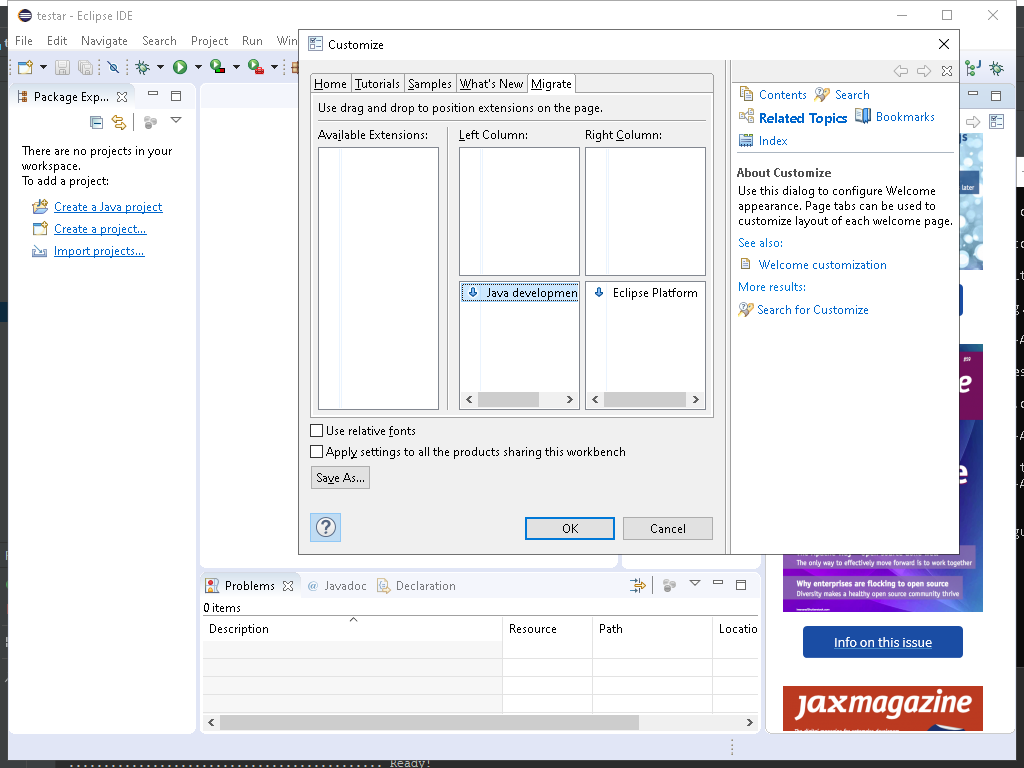 testar - Eclipse IDE
File Edit Navigate Search Project Run Win
Package Exp...
There are no projects in your
workspace.
To add a project:
Create a Java project
Create a project...
Import projects...
Customize
Home Tutorials Samples What's New Migrate
Use drag and drop to position extensions on the page.
Available Extensions: Left Column: Right Column:
Java developmen
Eclipse Platform
Use relative fonts
Apply settings to all the products sharing this workbench
Save As...
OK Cancel
Contents Search
Related Topics Bookmarks
Index
About Customize
Use this dialog to configure Welcome
appearance. Page tabs can be used to
customize layout of each welcome page.
See also:
Welcome customization
More results:
Search for Customize
later
The only way to effectively move forward is to work together
Why enterprises are flocking to open source
Diversity makes a healthy open source community thrive
Info on this issue
jaxmagazine
Problems @ Javadoc Declaration
0 items
Description Resource Path Locatio
Ready!